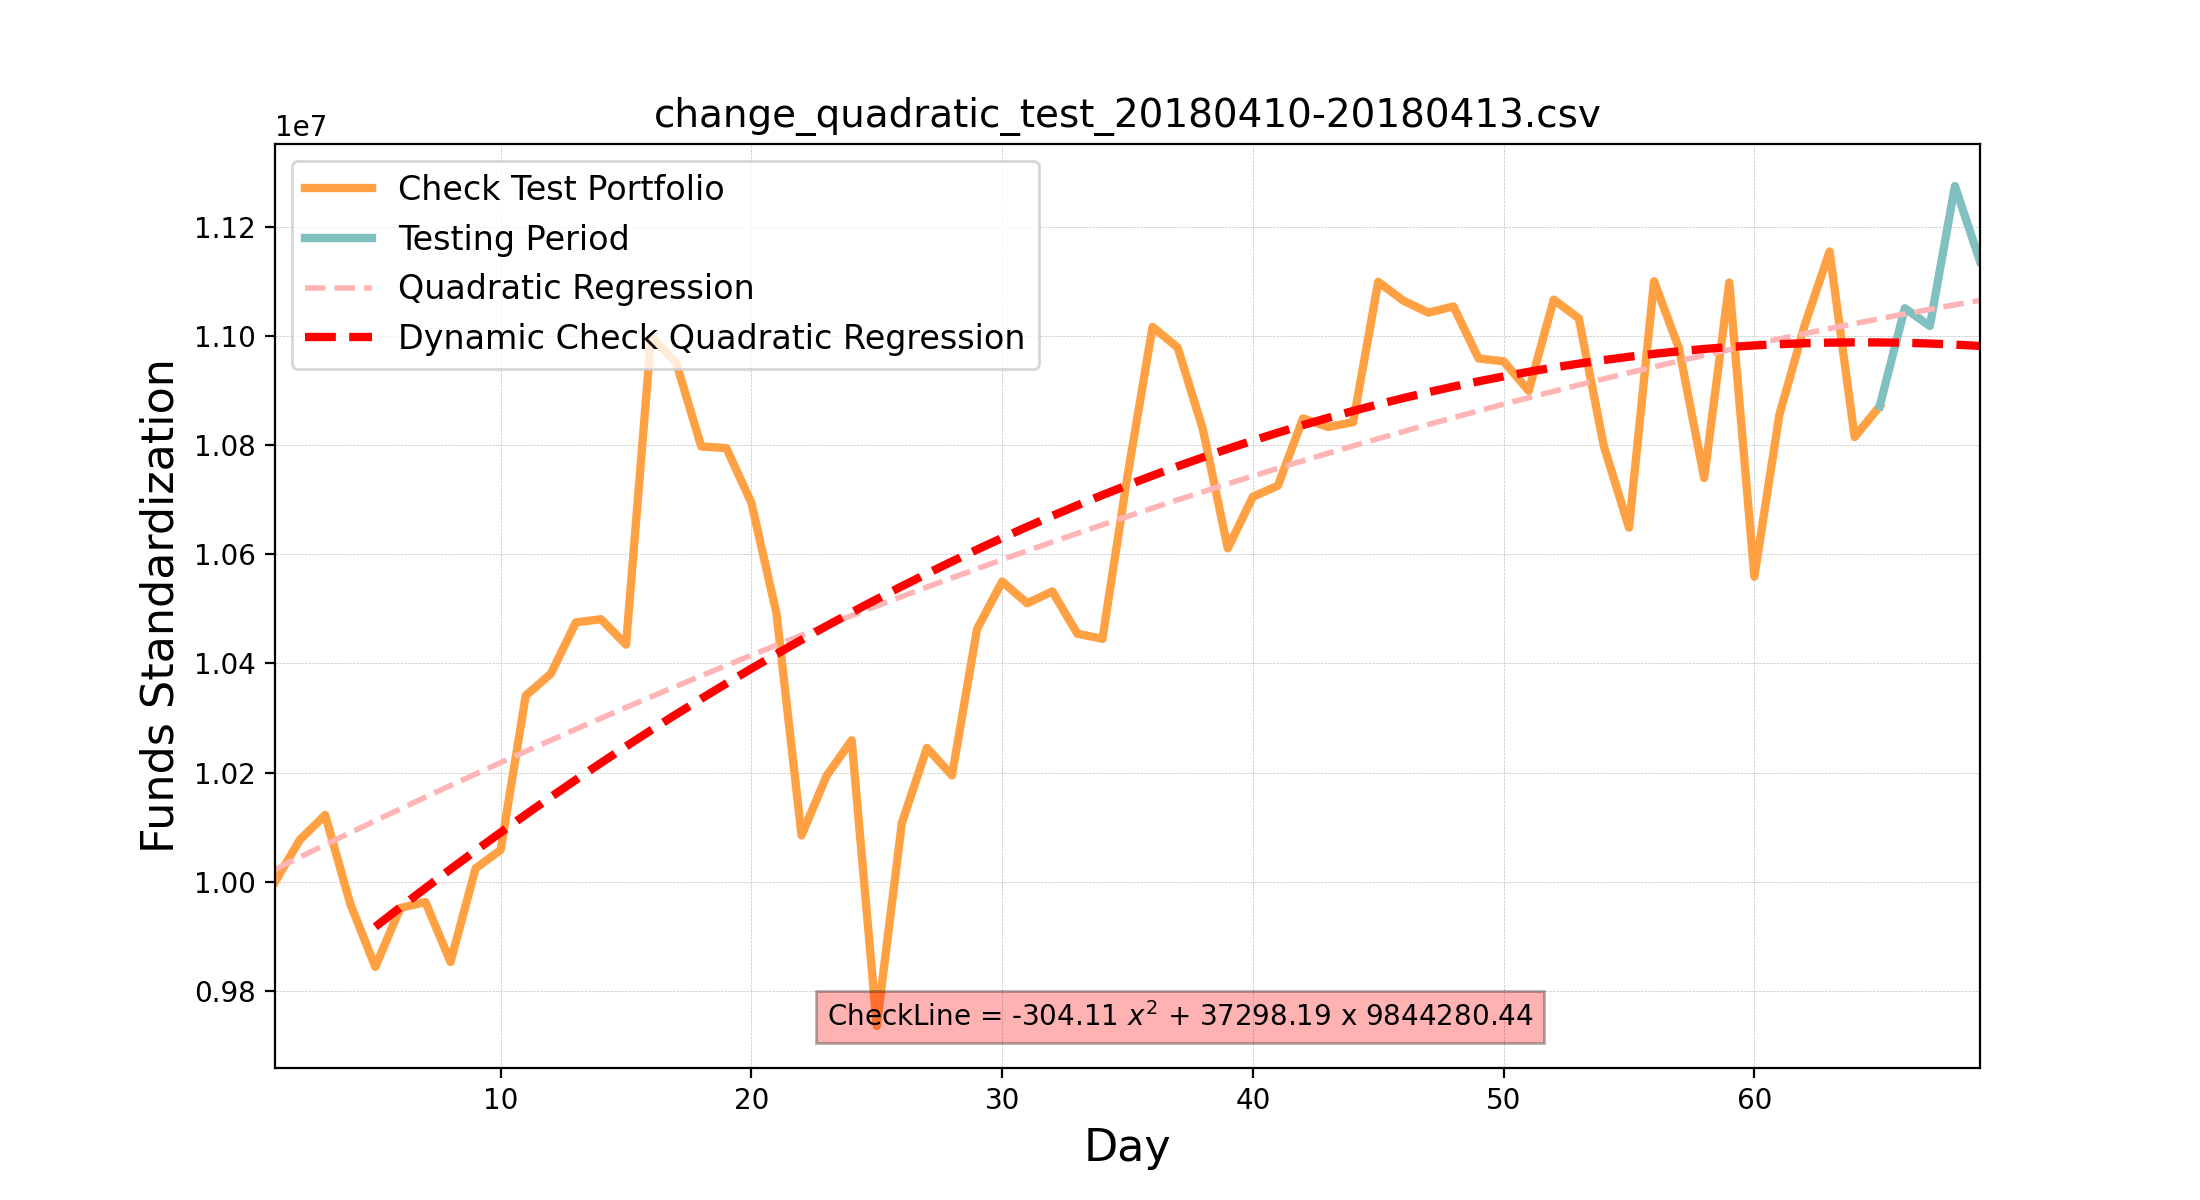 change_quadratic_test_20180410-20180413.csv
1e7
Check Test Portfolio
Testing Period
Quadratic Regression
Dynamic Check Quadratic Regression
1.12
1.10
1.08
1.06
1.04
1.02
1.00
0.98
Funds Standardization
CheckLine = -304.11 x² + 37298.19 x 9844280.44
10 20 30 40 50 60
Day